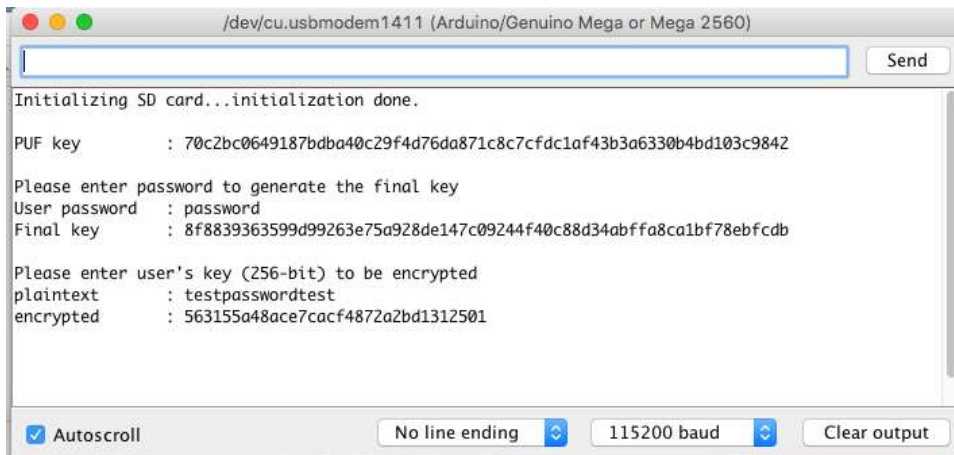 /dev/cu.usbmodem1411 (Arduino/Genuino Mega or Mega 2560)
Send
Initializing SD card...initialization done.
PUF key : 70c2bc0649187bdba40c29f4d76da871c8c7cfdc1af43b3a6330b4bd103c9842
Please enter password to generate the final key
User password : password
Final key : 8f8839363599d99263e75a928de147c09244f40c88d34abffa8ca1bf78ebfcdb
Please enter user's key (256-bit) to be encrypted
plaintext : testpasswordtest
encrypted : 563155a48ace7cacf4872a2bd1312501
Autoscroll
No line ending
115200 baud
Clear output